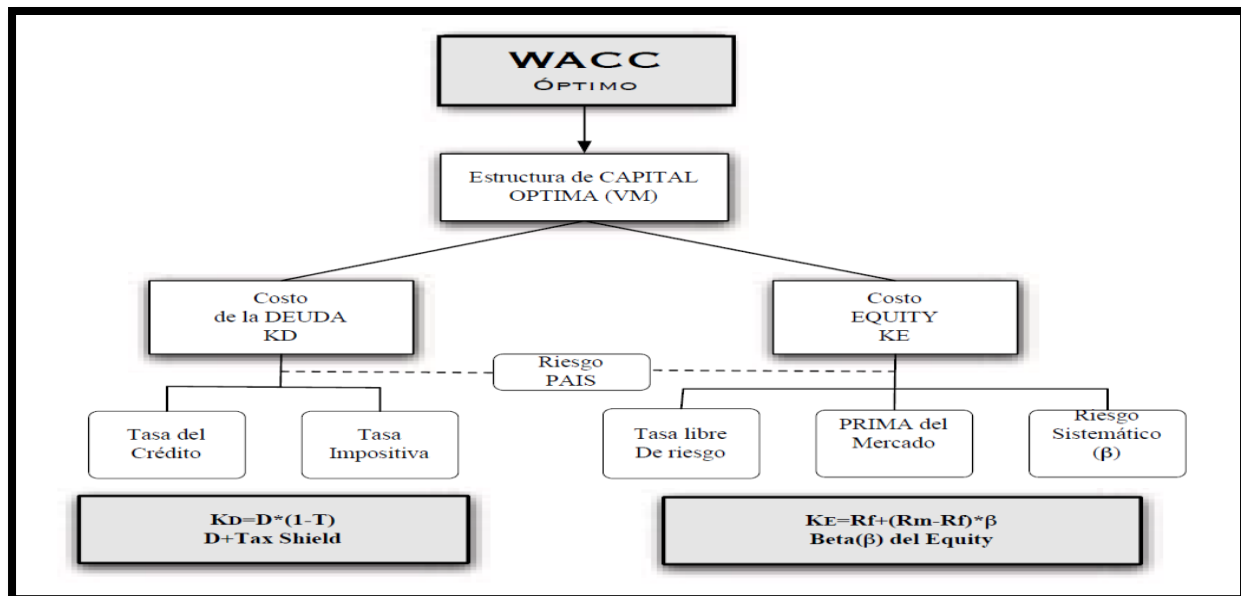 WACC
ÓPTIMO
Estructura de CAPITAL
OPTIMA (VM)
Costo
de la DEUDA
KD
Costo
EQUITY
KE
Riesgo
PAIS
Tasa del
Crédito
Tasa
Impositiva
Tasa libre
De riesgo
PRIMA del
Mercado
Riesgo
Sistemático
(β)
KD=D*(1-T)
D+Tax Shield
KE=Rf+(Rm-Rf)*β
Beta(β) del Equity